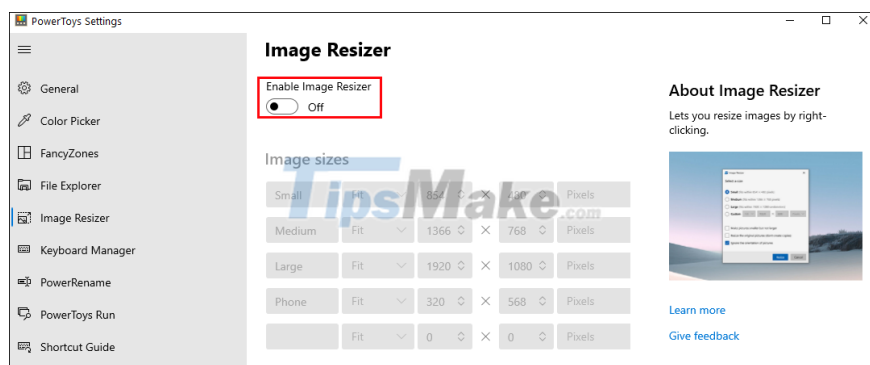 PowerToys Settings
Image Resizer
Enable Image Resizer
Off
General
Color Picker
FancyZones
File Explorer
Image Resizer
Keyboard Manager
PowerRename
PowerToys Run
Shortcut Guide
Image sizes
Small Fit 854 × 480 Pixels
Medium Fit 1366 × 768 Pixels
Large Fit 1920 × 1080 Pixels
Phone Fit 320 × 568 Pixels
Fit 0 × 0 Pixels
TipsMake.com
About Image Resizer
Lets you resize images by right-
clicking.
Learn more
Give feedback